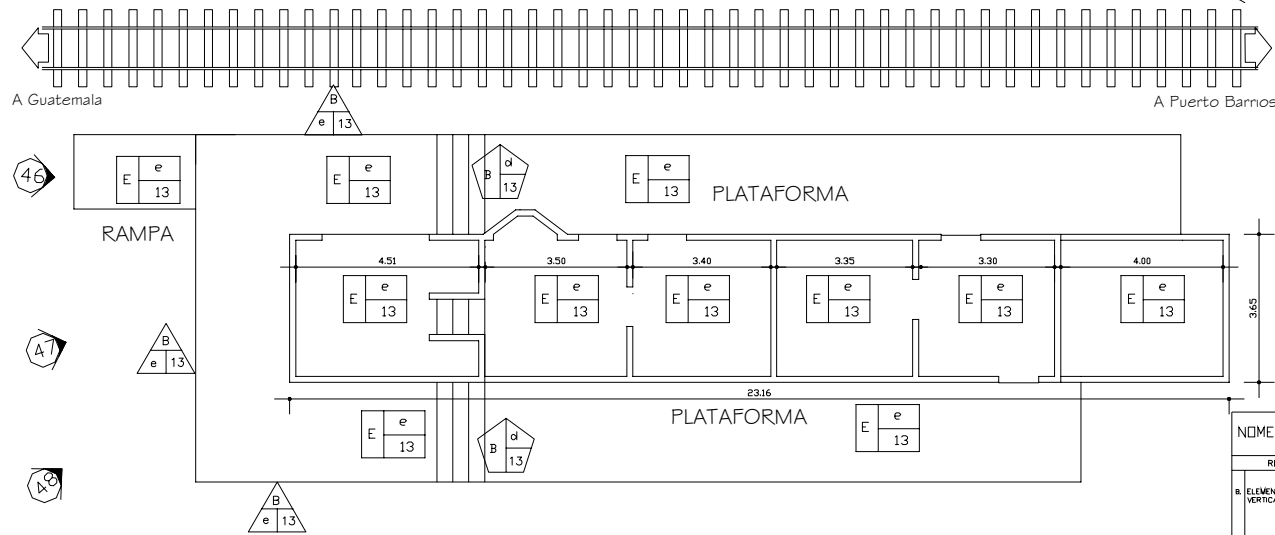 A Guatemala
A Puerto Barrios
B
e 13
46
E e 13
E e 13
B d 13
E e 13
PLATAFORMA
RAMPA
4.51 3.50 3.40 3.35 3.30 4.00
E e 13
E e 13
E e 13
E e 13
E e 13
E e 13
3.65
47
B
e 13
23.16
PLATAFORMA
E e 13
E e 13
B d 13
48
B
e 13
NOME
B.